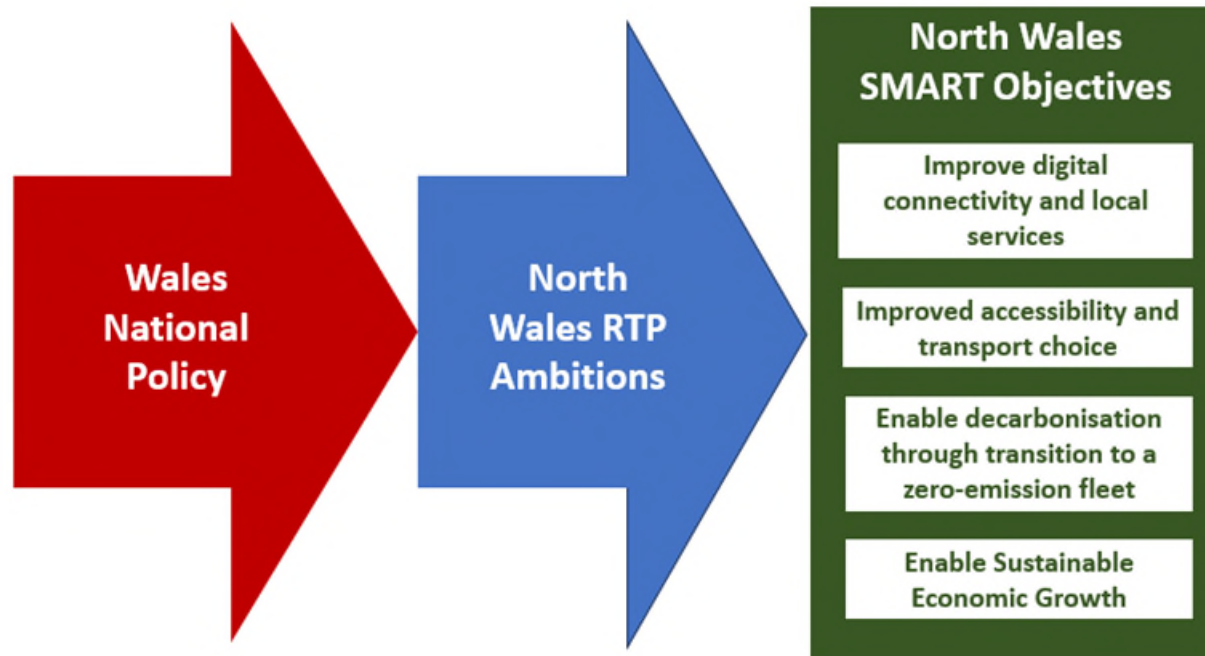 Wales
National
Policy
North
Wales RTP
Ambitions
North Wales
SMART Objectives
Improve digital
connectivity and local
services
Improved accessibility and
transport choice
Enable decarbonisation
through transition to a
zero-emission fleet
Enable Sustainable
Economic Growth